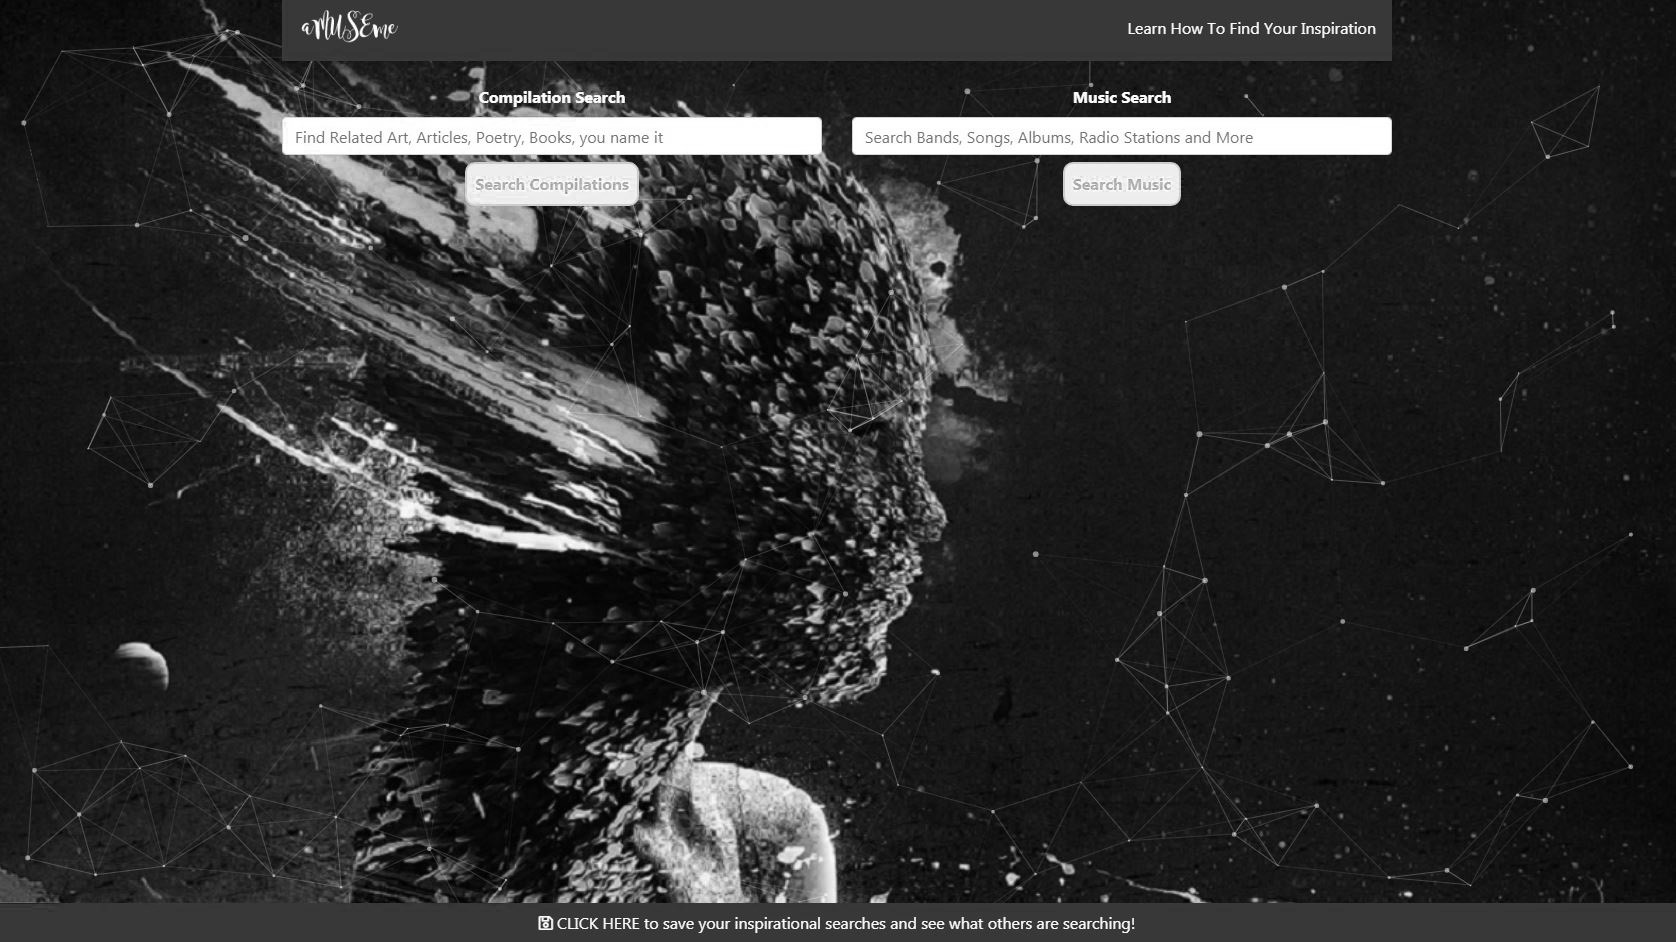 aMUSEme
Learn How To Find Your Inspiration
Compilation Search
Music Search
Find Related Art, Articles, Poetry, Books, you name it
Search Bands, Songs, Albums, Radio Stations and More
Search Compilations
Search Music
CLICK HERE to save your inspirational searches and see what others are searching!